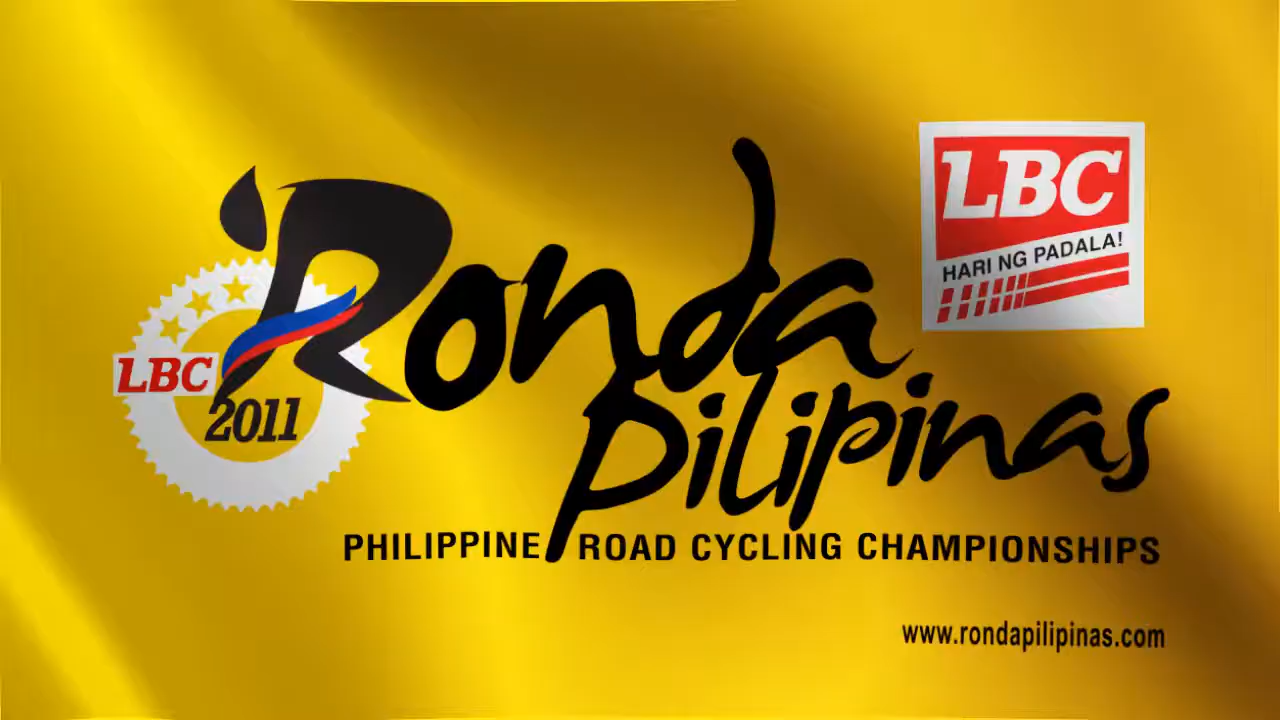 LBC
HARI NG PADALA!
Ronda
Pilipinas
LBC
2011
PHILIPPINE ROAD CYCLING CHAMPIONSHIPS
www.rondapilipinas.com